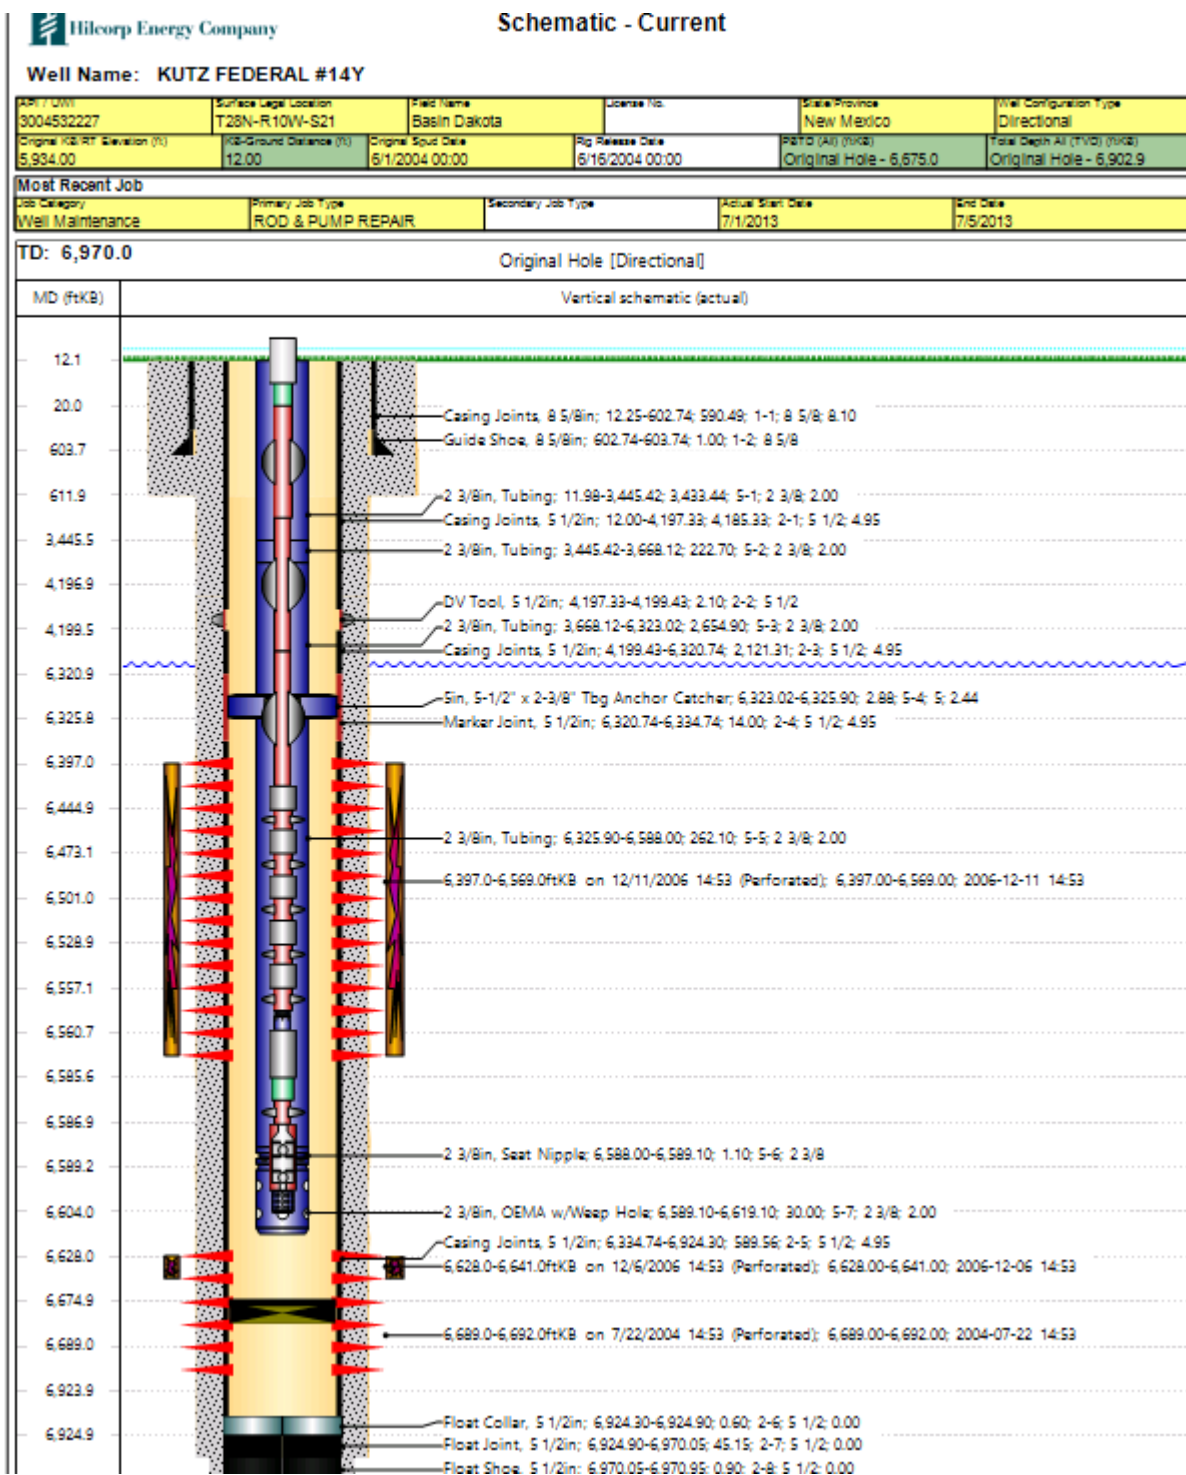 Hilcorp Energy Company
Schematic - Current
Well Name: KUTZ FEDERAL #14Y
API / UWI Surface Legal Location Field Name License No. State/Province Well Configuration Type
3004532227 T28N-R10W-S21 Basin Dakota New Mexico Directional
Original KB/RT Elevation (ft) KB-Ground Distance (ft) Original Spud Date Rig Release Date PBTD (All) (ftKB) Total Depth All (TVD) (ftKB)
5,934.00 12.00 6/1/2004 00:00 6/16/2004 00:00 Original Hole - 6,675.0 Original Hole - 6,902.9
Most Recent Job
Job Category Primary Job Type Secondary Job Type Actual Start Date End Date
Well Maintenance ROD & PUMP REPAIR 7/1/2013 7/5/2013
TD: 6,970.0 Original Hole [Directional]
MD (ftKB) Vertical schematic (actual)
12.1
20.0
Casing Joints, 8 5/8in; 12.25-602.74; 590.49; 1-1; 8 5/8; 8.10
Guide Shoe, 8 5/8in; 602.74-603.74; 1.00; 1-2; 8 5/8
603.7
611.9
2 3/8in, Tubing; 11.98-3,445.42; 3,433.44; 5-1; 2 3/8; 2.00
Casing Joints, 5 1/2in; 12.00-4,197.33; 4,185.33; 2-1; 5 1/2; 4.95
3,445.5
2 3/8in, Tubing; 3,445.42-3,668.12; 222.70; 5-2; 2 3/8; 2.00
4,196.9
DV Tool, 5 1/2in; 4,197.33-4,199.43; 2.10; 2-2; 5 1/2
4,199.5
2 3/8in, Tubing; 3,668.12-6,323.02; 2,654.90; 5-3; 2 3/8; 2.00
Casing Joints, 5 1/2in; 4,199.43-6,320.74; 2,121.31; 2-3; 5 1/2; 4.95
6,320.9
5in, 5-1/2" x 2-3/8" Tbg Anchor Catcher; 6,323.02-6,325.90; 2.88; 5-4; 5; 2.44
6,325.8
Marker Joint, 5 1/2in; 6,320.74-6,334.74; 14.00; 2-4; 5 1/2; 4.95
6,397.0
6,444.9
2 3/8in, Tubing; 6,325.90-6,588.00; 262.10; 5-5; 2 3/8; 2.00
6,473.1
6,397.0-6,569.0ftKB on 12/11/2006 14:53 (Perforated); 6,397.00-6,569.00; 2006-12-11 14:53
6,501.0
6,528.9
6,557.1
6,560.7
6,585.6
6,586.9
2 3/8in, Seat Nipple; 6,588.00-6,589.10; 1.10; 5-6; 2 3/8
6,589.2
6,604.0
2 3/8in, OEMA w/Weep Hole; 6,589.10-6,619.10; 30.00; 5-7; 2 3/8; 2.00
Casing Joints, 5 1/2in; 6,334.74-6,924.30; 589.56; 2-5; 5 1/2; 4.95
6,628.0
6,628.0-6,641.0ftKB on 12/6/2006 14:53 (Perforated); 6,628.00-6,641.00; 2006-12-06 14:53
6,674.9
6,689.0-6,692.0ftKB on 7/22/2004 14:53 (Perforated); 6,689.00-6,692.00; 2004-07-22 14:53
6,689.0
6,923.9
Float Collar, 5 1/2in; 6,924.30-6,924.90; 0.60; 2-6; 5 1/2; 0.00
6,924.9
Float Joint, 5 1/2in; 6,924.90-6,970.05; 45.15; 2-7; 5 1/2; 0.00
Float Shoe, 5 1/2in; 6,970.05-6,970.95; 0.90; 2-8; 5 1/2; 0.00